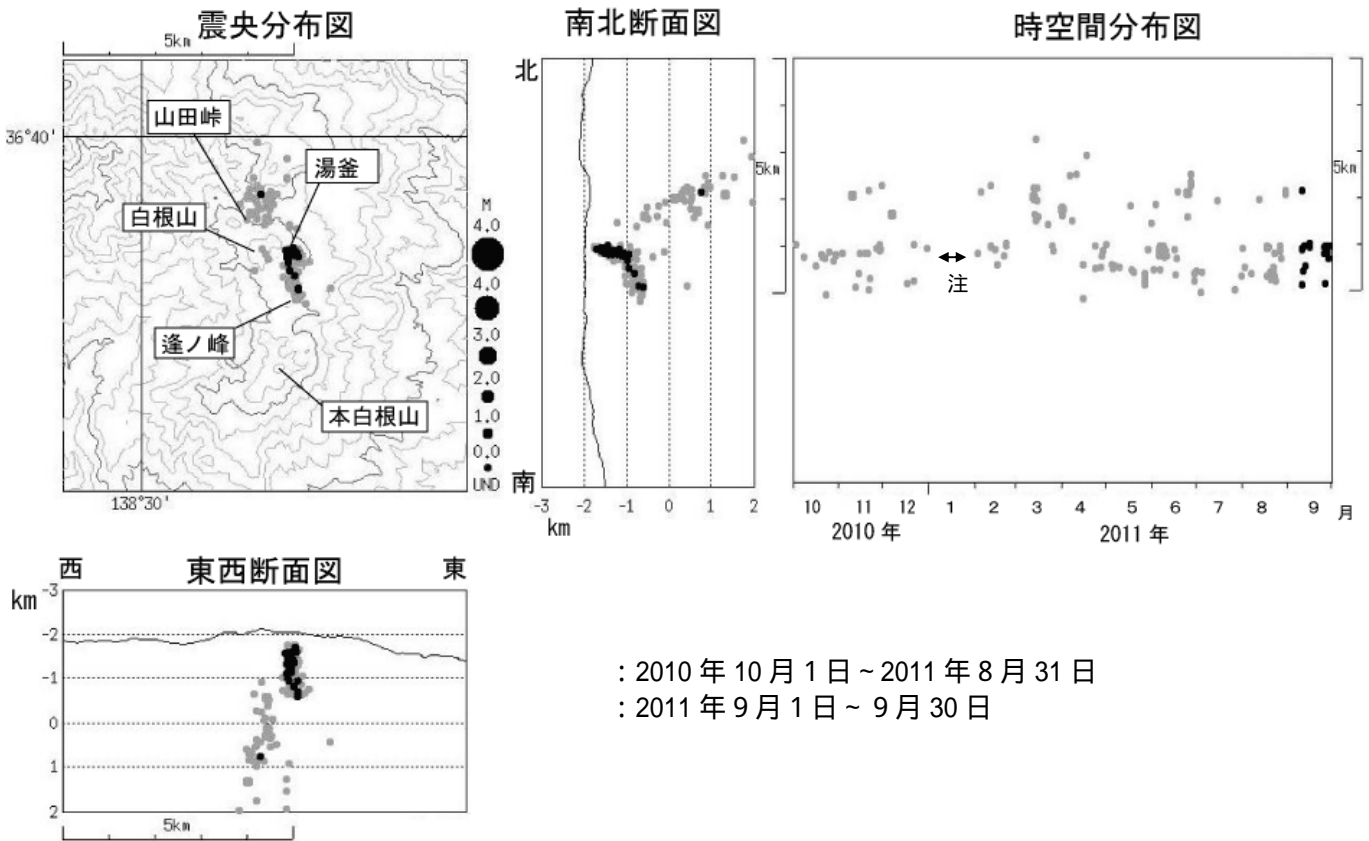 震央分布図
5km
36°40'
山田峠
湯釜
白根山
逢ノ峰
本白根山
138°30'
M
4.0
4.0
3.0
2.0
1.0
0.0
UND
南北断面図
北
南
5km
-3 -2 -1 0 1 2
km
時空間分布図
5km
注
10 11 12 1 2 3 4 5 6 7 8 9 月
2010 年 2011 年
西 東西断面図 東
km
-3
-2
-1
0
1
2
5km
: 2010 年 10 月 1 日 ~ 2011 年 8 月 31 日
: 2011 年 9 月 1 日 ~ 9 月 30 日